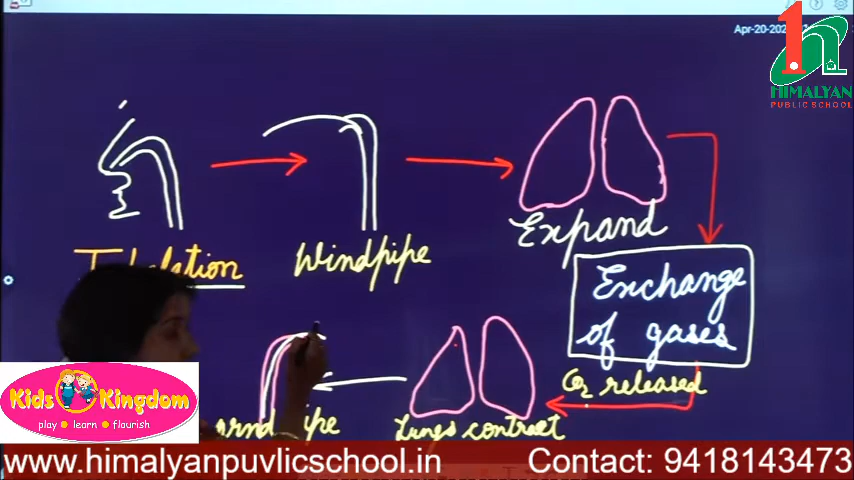 Apr-20-202
HIMALYAN
PUBLIC SCHOOL
Windpipe
Expand
Exchange
of gases
O2 released
Lungs contract
Kids Kingdom
play • learn • flourish
www.himalyanpuvlicschool.in Contact: 9418143473